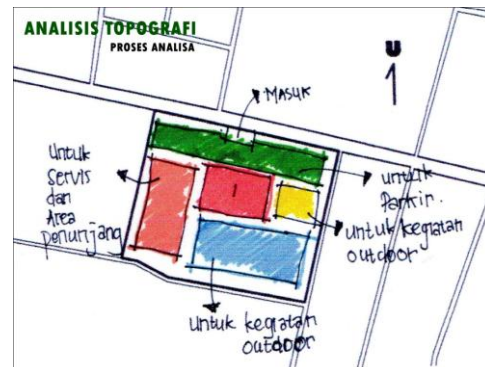 ANALISIS TOPOGRAFI
PROSES ANALISA
U
MASUK
untuk
servis
dan
Area
penunjang
1
untuk
Parkir.
untuk kegiatan
outdoor
untuk kegiatan
outdoor